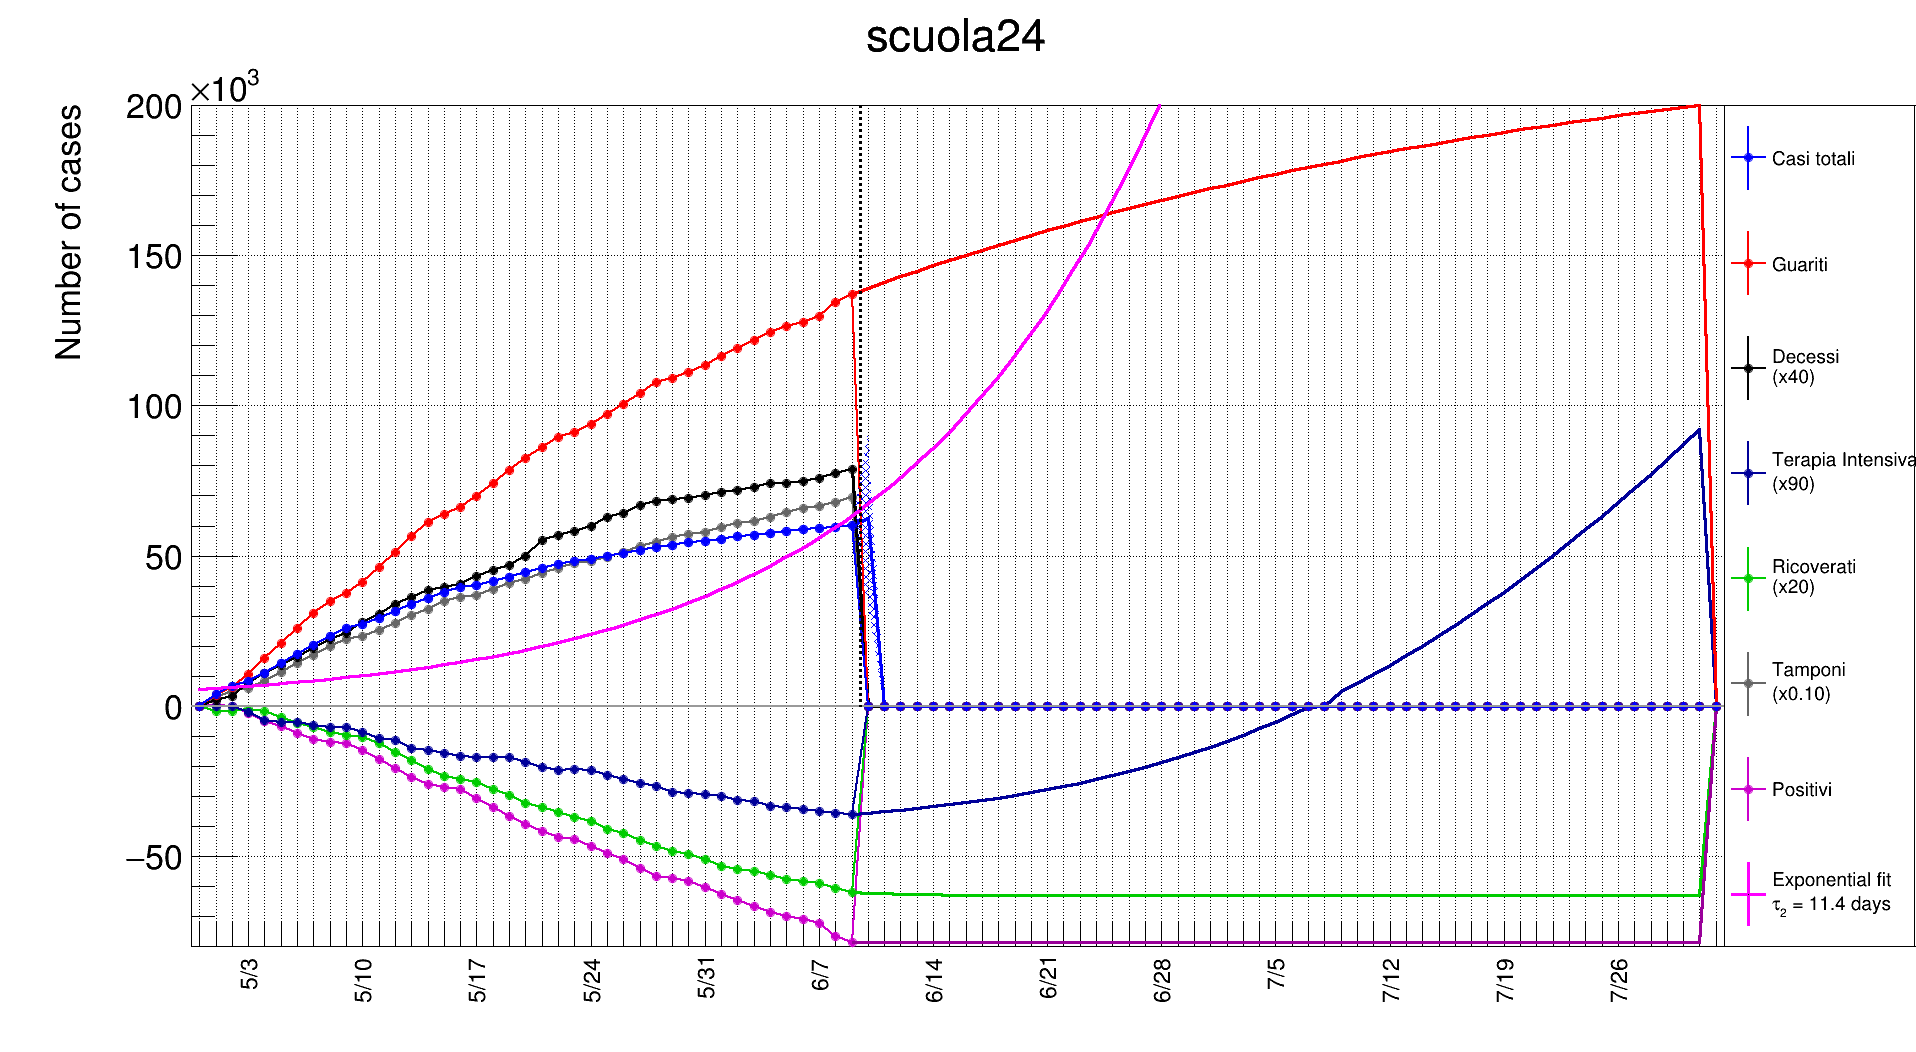 scuola24
×10³
Number of cases
200
150
100
50
0
−50
5/3
5/10
5/17
5/24
5/31
6/7
6/14
6/21
6/28
7/5
7/12
7/19
7/26
Casi totali
Guariti
Decessi
(x40)
Terapia Intensiva
(x90)
Ricoverati
(x20)
Tamponi
(x0.10)
Positivi
Exponential fit
τ₂ = 11.4 days